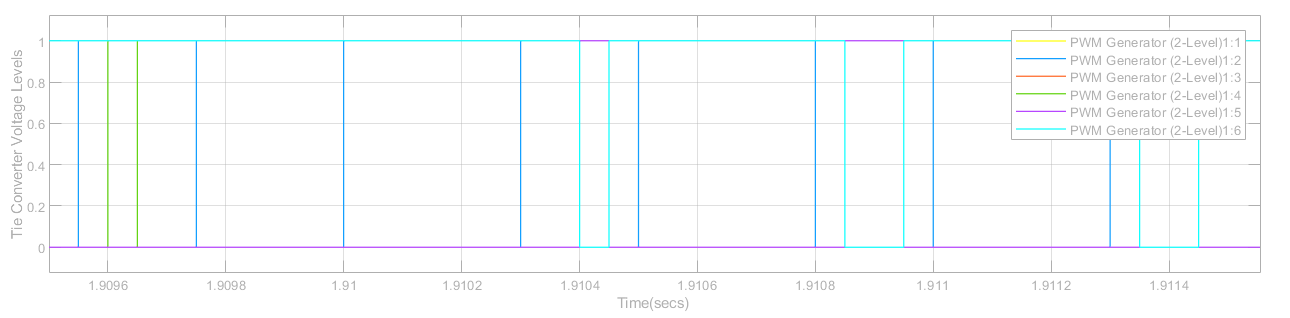 Tie Converter Voltage Levels
1
0.8
0.6
0.4
0.2
0
PWM Generator (2-Level)1:1
PWM Generator (2-Level)1:2
PWM Generator (2-Level)1:3
PWM Generator (2-Level)1:4
PWM Generator (2-Level)1:5
PWM Generator (2-Level)1:6
1.9096 1.9098 1.91 1.9102 1.9104 1.9106 1.9108 1.911 1.9112 1.9114
Time(secs)